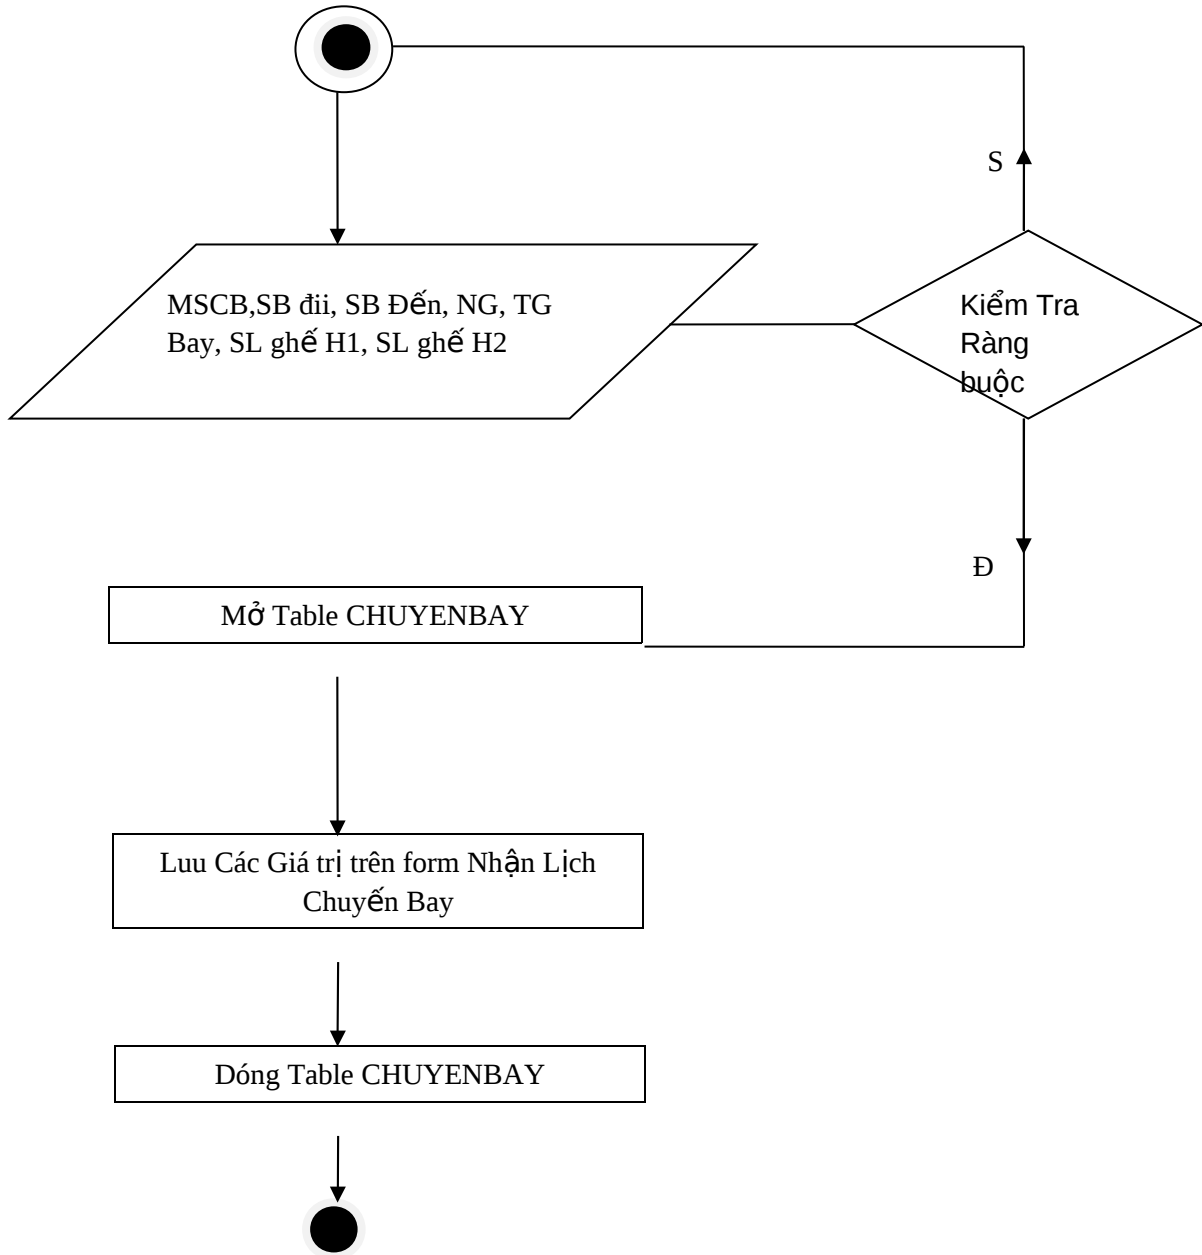 S
MSCB,SB đii, SB Đến, NG, TG
Bay, SL ghế H1, SL ghế H2
Kiểm Tra
Ràng
buộc
Đ
Mở Table CHUYENBAY
Luu Các Giá trị trên form Nhận Lịch
Chuyến Bay
Dóng Table CHUYENBAY